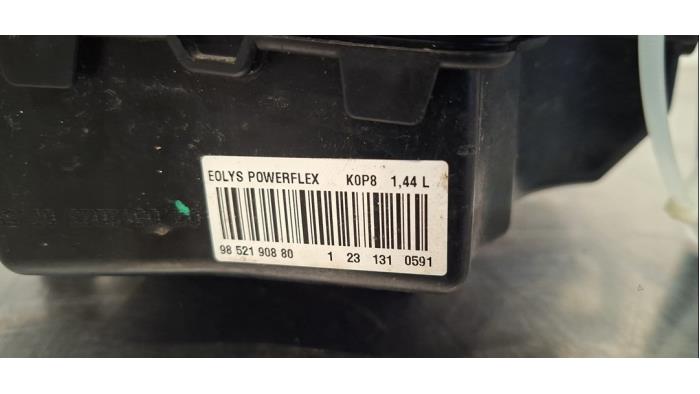 EOLYS POWERFLEX K0P8 1,44 L
98 521 908 80 1 23 131 0591